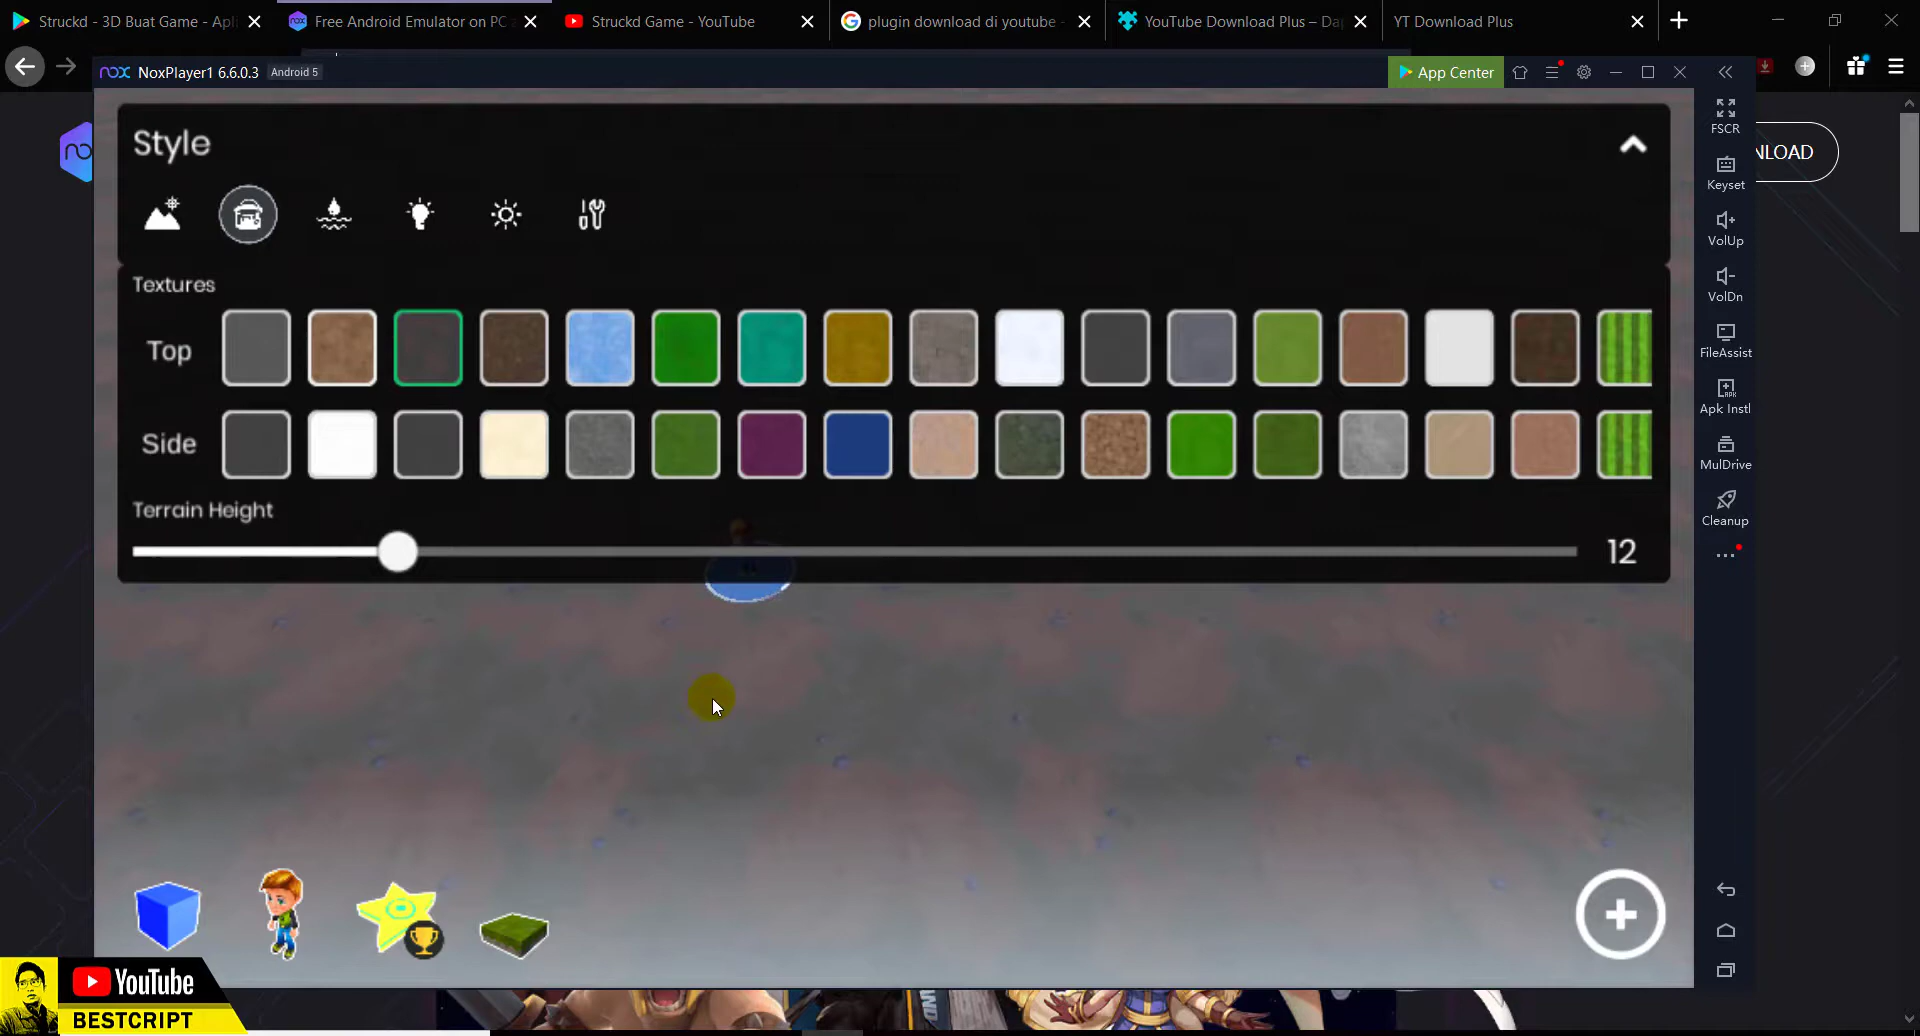 Struckd - 3D Buat Game - Apli
Free Android Emulator on PC a
Struckd Game - YouTube
plugin download di youtube -
YouTube Download Plus – Da
YT Download Plus
nox NoxPlayer1 6.6.0.3 Android 5
App Center
Style
FSCR
NLOAD
Keyset
VolUp
Textures
VolDn
Top
FileAssist
Apk Instl
Side
MulDrive
Terrain Height
Cleanup
12
YouTube
BESTCRIPT